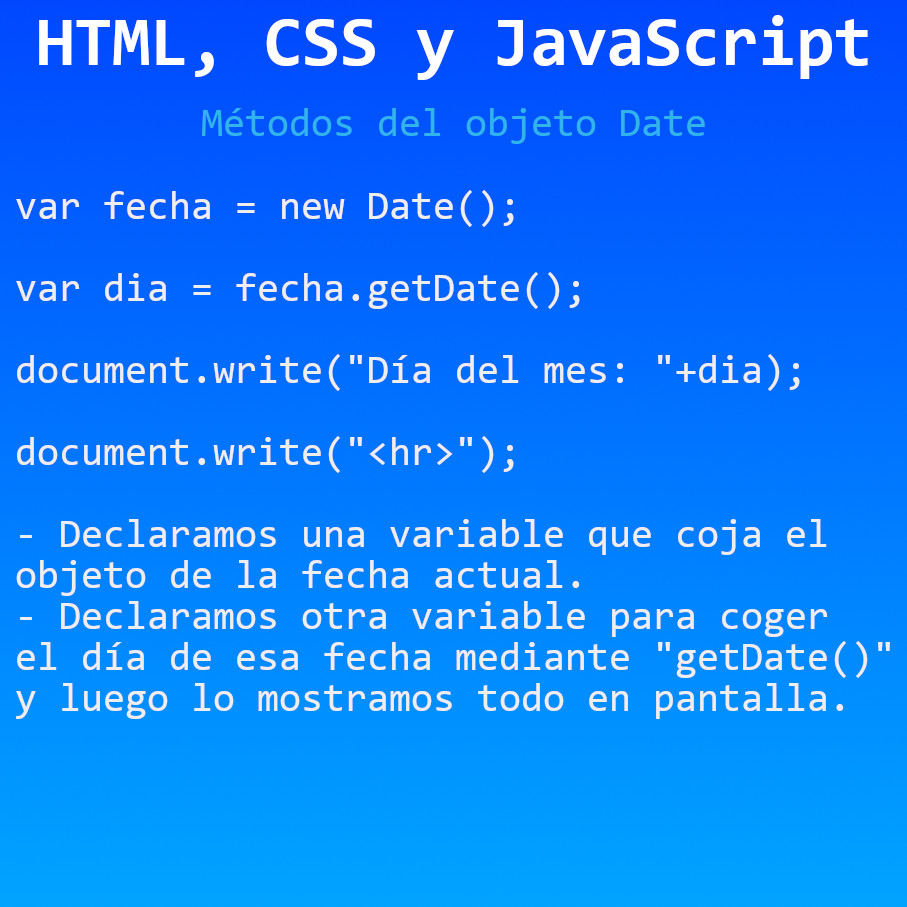 HTML, CSS y JavaScript
Métodos del objeto Date
var fecha = new Date();
var dia = fecha.getDate();
document.write("Día del mes: "+dia);
document.write("<hr>");
- Declaramos una variable que coja el
objeto de la fecha actual.
- Declaramos otra variable para coger
el día de esa fecha mediante "getDate()"
y luego lo mostramos todo en pantalla.